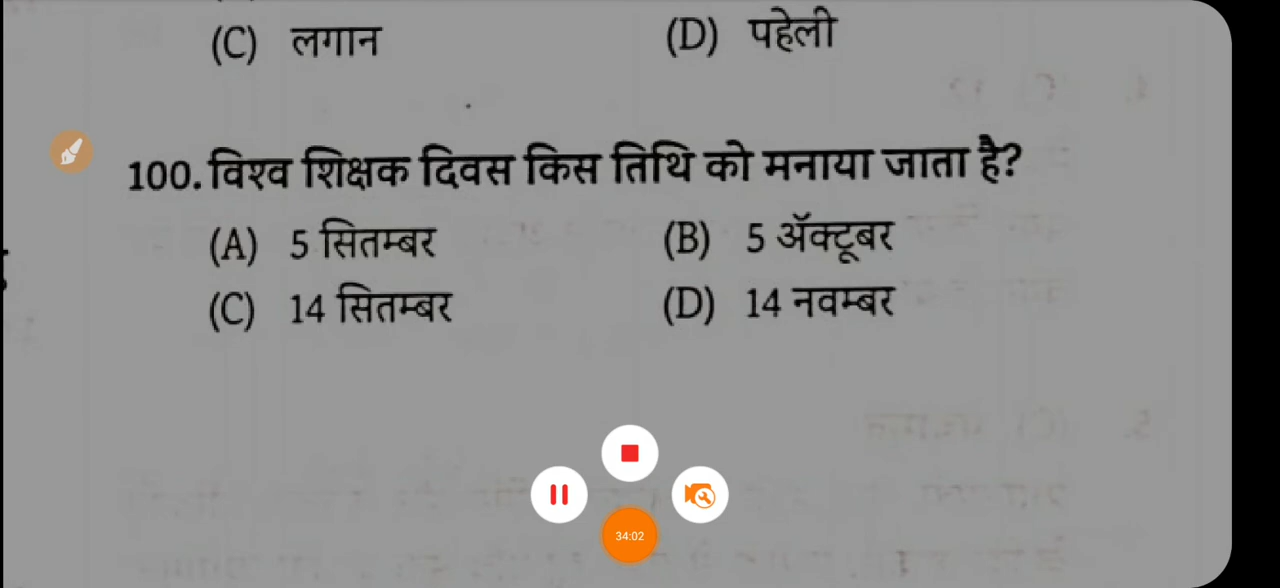 (C) लगान (D) पहेली
100. विश्व शिक्षक दिवस किस तिथि को मनाया जाता है?
(A) 5 सितम्बर (B) 5 ऑक्टूबर
(C) 14 सितम्बर (D) 14 नवम्बर
34:02